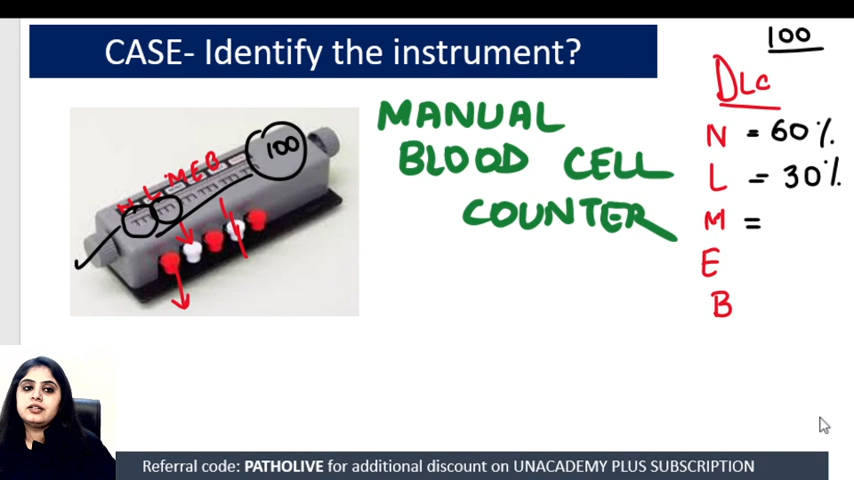 CASE- Identify the instrument?
100
N L M E B
100
MANUAL
BLOOD CELL
COUNTER
DLC
N = 60%
L = 30%
M =
E
B
Referral code: PATHOLIVE for additional discount on UNACADEMY PLUS SUBSCRIPTION